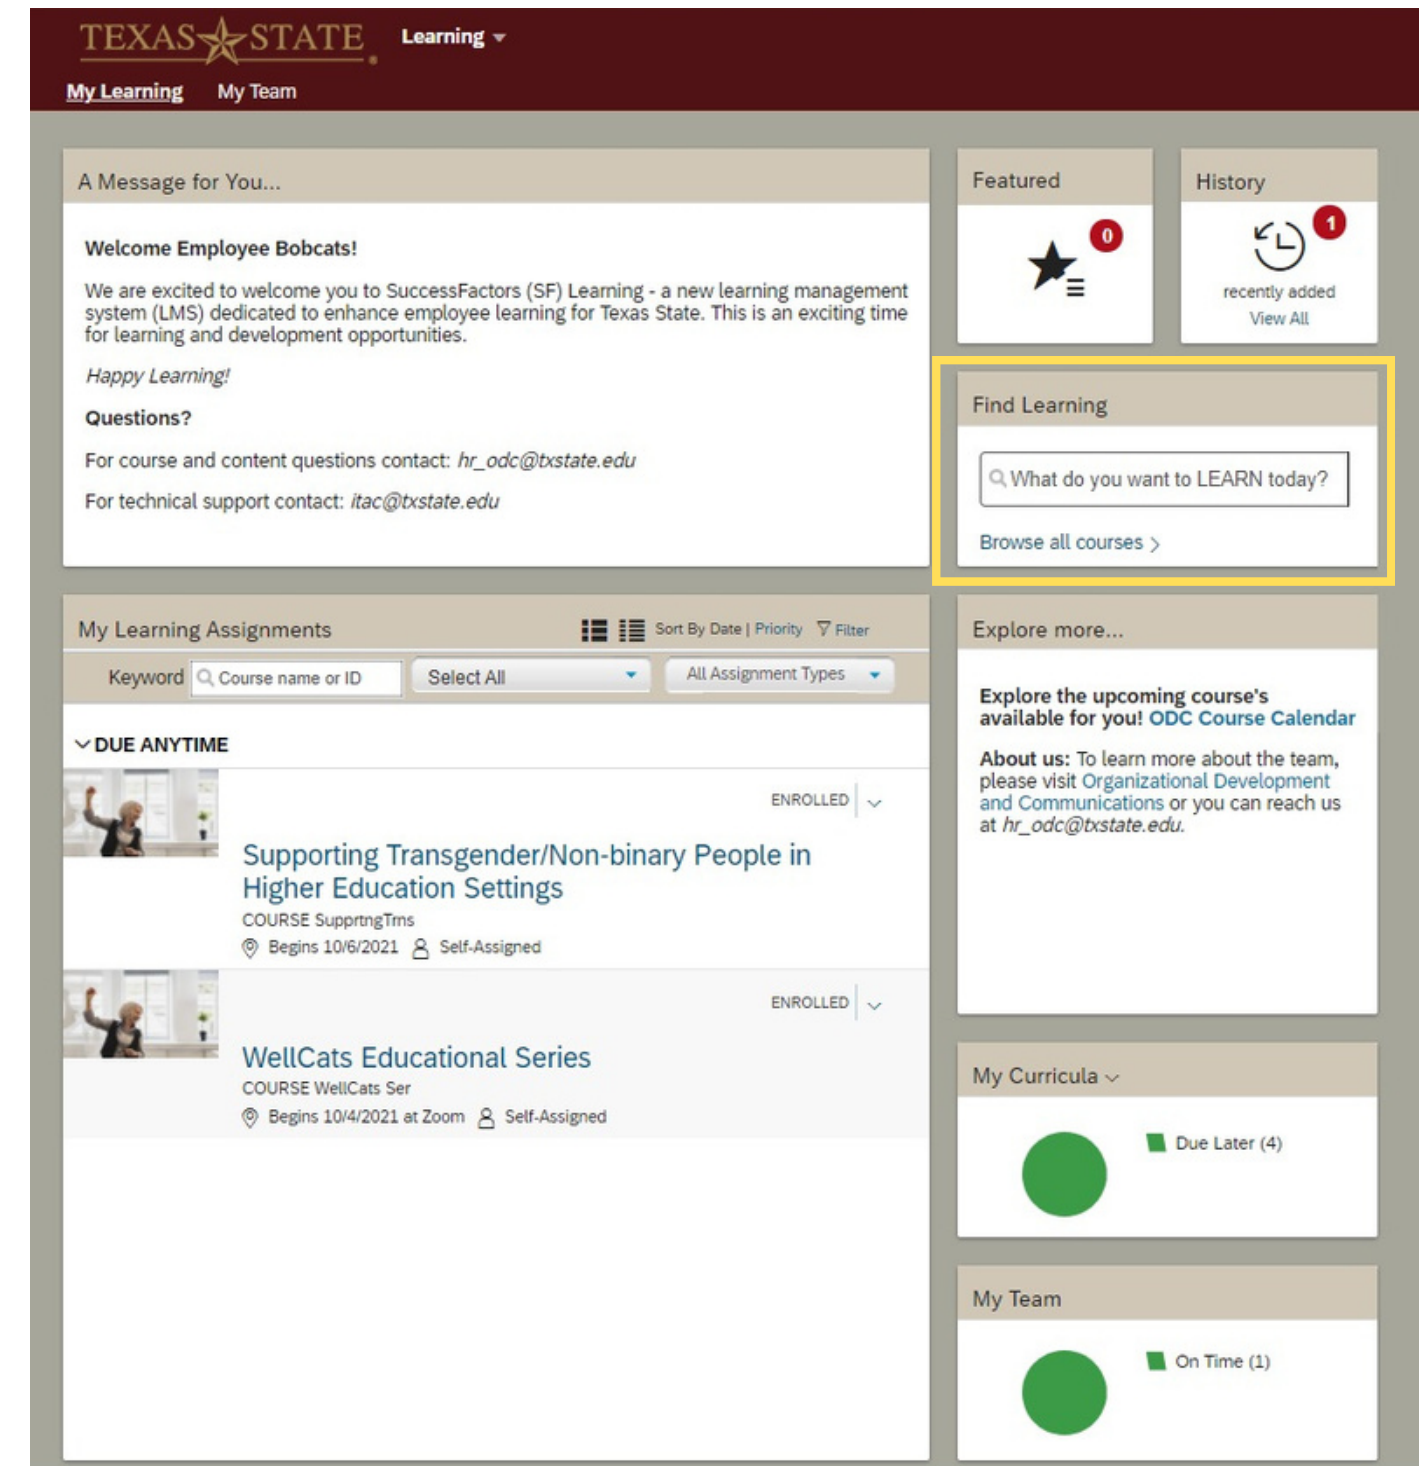 TEXAS STATE ®
Learning
My Learning My Team
A Message for You...
Welcome Employee Bobcats!
We are excited to welcome you to SuccessFactors (SF) Learning - a new learning management
system (LMS) dedicated to enhance employee learning for Texas State. This is an exciting time
for learning and development opportunities.
Happy Learning!
Questions?
For course and content questions contact: hr_odc@txstate.edu
For technical support contact: itac@txstate.edu
Featured
0
History
1
recently added
View All
Find Learning
What do you want to LEARN today?
Browse all courses >
My Learning Assignments
Sort By Date | Priority Filter
Keyword Course name or ID Select All All Assignment Types
DUE ANYTIME
ENROLLED
Supporting Transgender/Non-binary People in
Higher Education Settings
COURSE SupprtngTrns
Begins 10/6/2021 Self-Assigned
ENROLLED
WellCats Educational Series
COURSE WellCats Ser
Begins 10/4/2021 at Zoom Self-Assigned
Explore more...
Explore the upcoming course's
available for you! ODC Course Calendar
About us: To learn more about the team,
please visit Organizational Development
and Communications or you can reach us
at hr_odc@txstate.edu.
My Curricula
Due Later (4)
My Team
On Time (1)